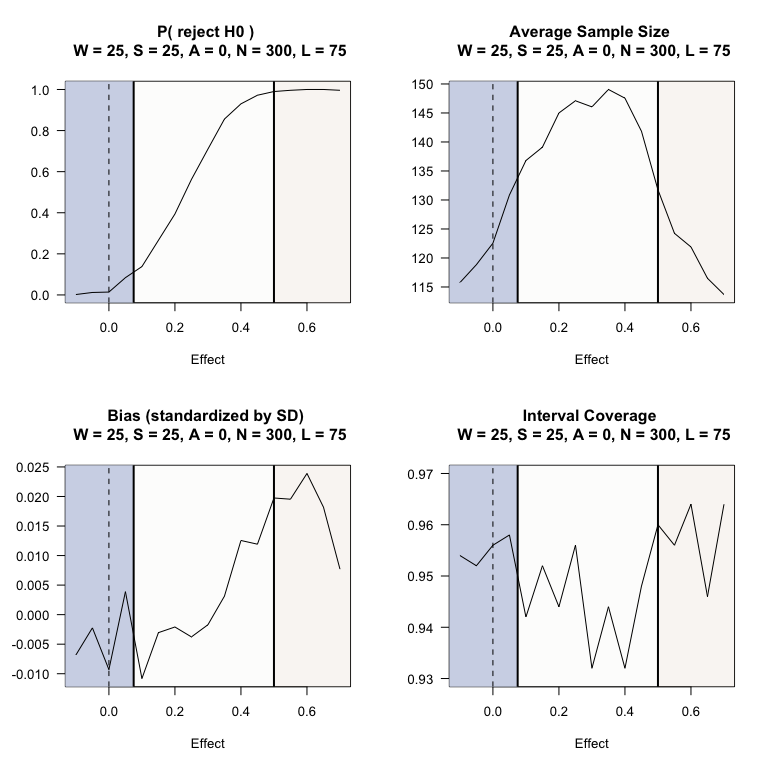 P( reject H0 )
W = 25, S = 25, A = 0, N = 300, L = 75
1.0
0.8
0.6
0.4
0.2
0.0
0.0 0.2 0.4 0.6
Effect
Average Sample Size
W = 25, S = 25, A = 0, N = 300, L = 75
150
145
140
135
130
125
120
115
0.0 0.2 0.4 0.6
Effect
Bias (standardized by SD)
W = 25, S = 25, A = 0, N = 300, L = 75
0.025
0.020
0.015
0.010
0.005
0.000
-0.005
-0.010
0.0 0.2 0.4 0.6
Effect
Interval Coverage
W = 25, S = 25, A = 0, N = 300, L = 75
0.97
0.96
0.95
0.94
0.93
0.0 0.2 0.4 0.6
Effect